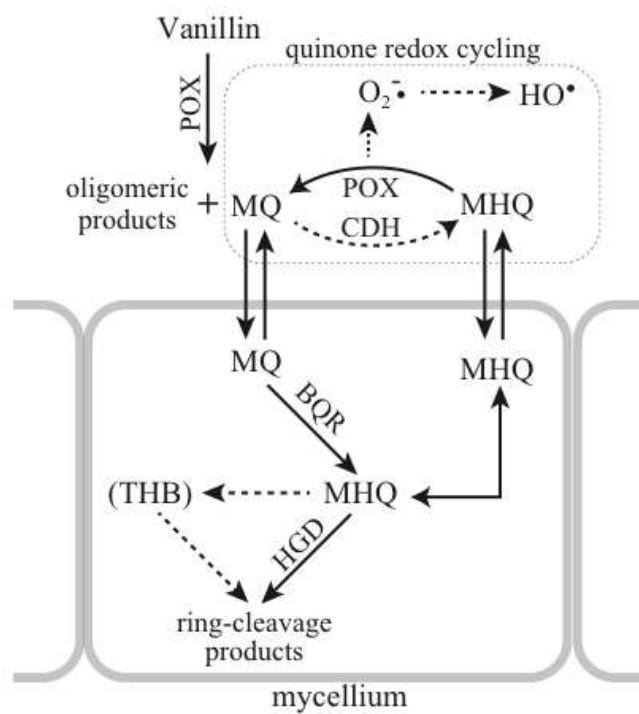 Vanillin
quinone redox cycling
POX
O₂⁻•
HO•
oligomeric
products
+
MQ
POX
CDH
MHQ
MQ
MHQ
BQR
(THB)
MHQ
HGD
ring-cleavage
products
mycellium